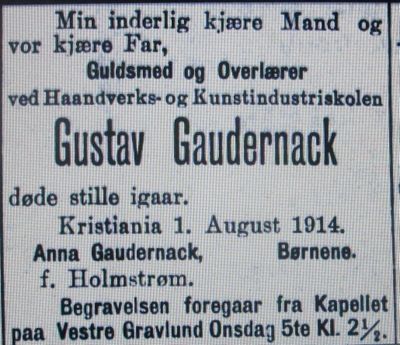 Min inderlig kjære Mand og
vor kjære Far,
Guldsmed og Overlærer
ved Haandverks- og Kunstindustriskolen
Gustav Gaudernack
døde stille igaar.
Kristiania 1. August 1914.
Anna Gaudernack, Børnene.
f. Holmstrøm.
Begravelsen foregaar fra Kapellet
paa Vestre Gravlund Onsdag 5te Kl. 2½.